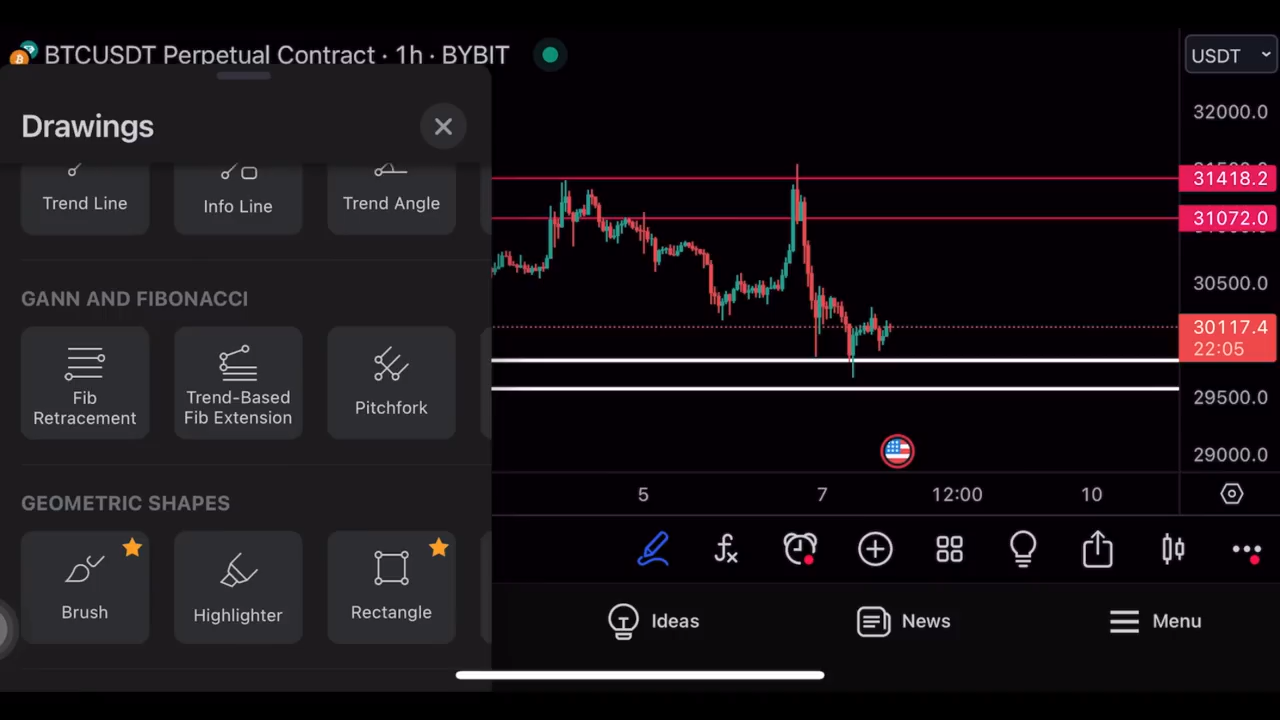 BTCUSDT Perpetual Contract · 1h · BYBIT
USDT
Drawings
Trend Line
Info Line
Trend Angle
GANN AND FIBONACCI
Fib
Retracement
Trend-Based
Fib Extension
Pitchfork
GEOMETRIC SHAPES
Brush
Highlighter
Rectangle
32000.0
31418.2
31072.0
30500.0
30117.4
22:05
29500.0
29000.0
5
7
12:00
10
Ideas
News
Menu